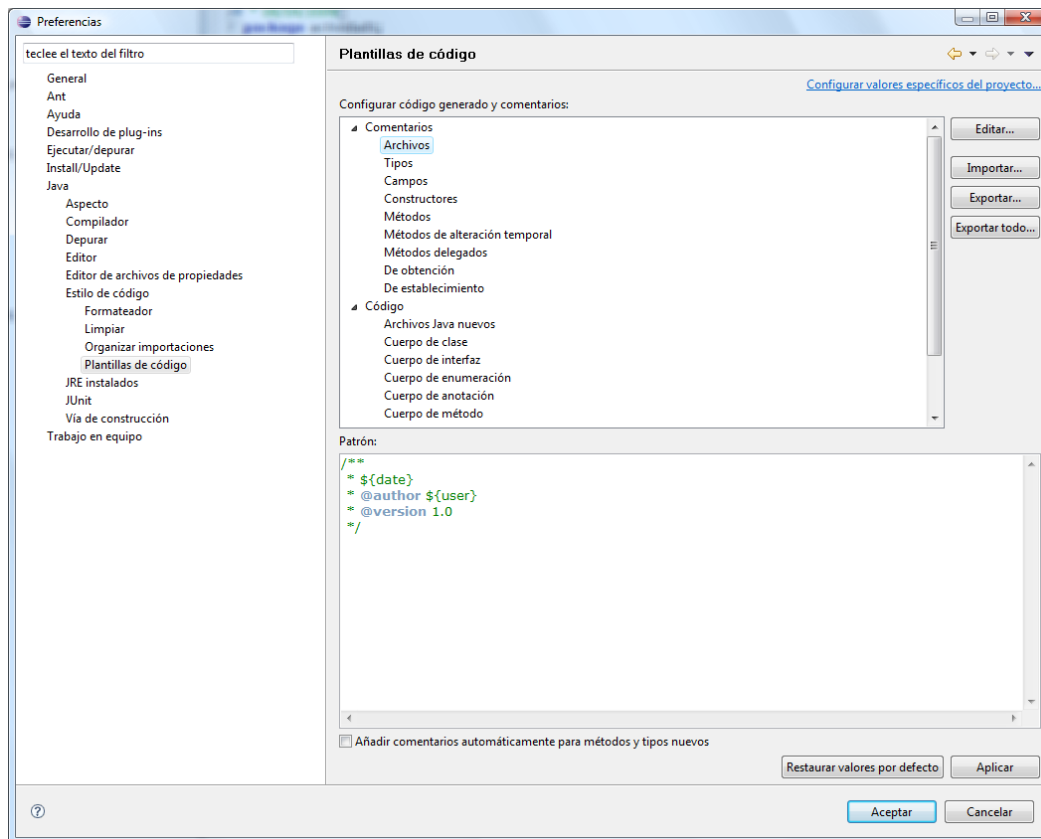 Preferencias
teclee el texto del filtro
General
Ant
Ayuda
Desarrollo de plug-ins
Ejecutar/depurar
Install/Update
Java
Aspecto
Compilador
Depurar
Editor
Editor de archivos de propiedades
Estilo de código
Formateador
Limpiar
Organizar importaciones
Plantillas de código
JRE instalados
JUnit
Vía de construcción
Trabajo en equipo
Plantillas de código
Configurar valores específicos del proyecto...
Configurar código generado y comentarios:
Comentarios
Archivos
Tipos
Campos
Constructores
Métodos
Métodos de alteración temporal
Métodos delegados
De obtención
De establecimiento
Código
Archivos Java nuevos
Cuerpo de clase
Cuerpo de interfaz
Cuerpo de enumeración
Cuerpo de anotación
Cuerpo de método
Editar...
Importar...
Exportar...
Exportar todo...
Patrón:
/**
* ${date}
* @author ${user}
* @version 1.0
*/
Añadir comentarios automáticamente para métodos y tipos nuevos
Restaurar valores por defecto
Aplicar
Aceptar
Cancelar